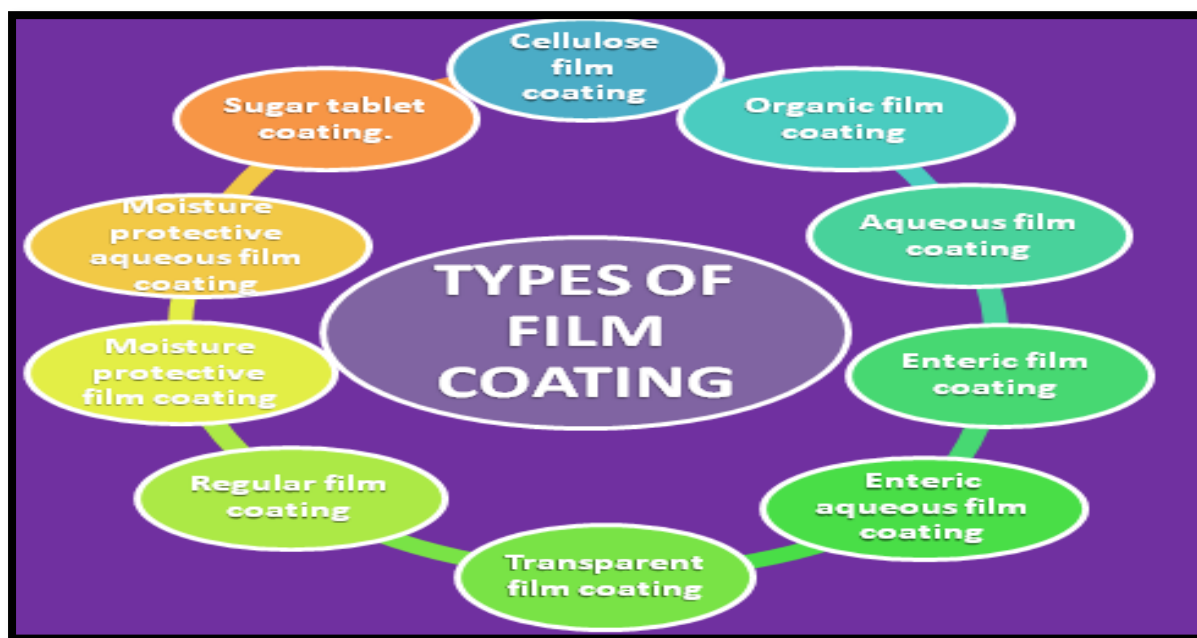 TYPES OF
FILM
COATING
Cellulose
film
coating
Organic film
coating
Aqueous film
coating
Enteric film
coating
Enteric
aqueous film
coating
Transparent
film coating
Regular film
coating
Moisture
protective
film coating
Moisture
protective
aqueous film
coating
Sugar tablet
coating.